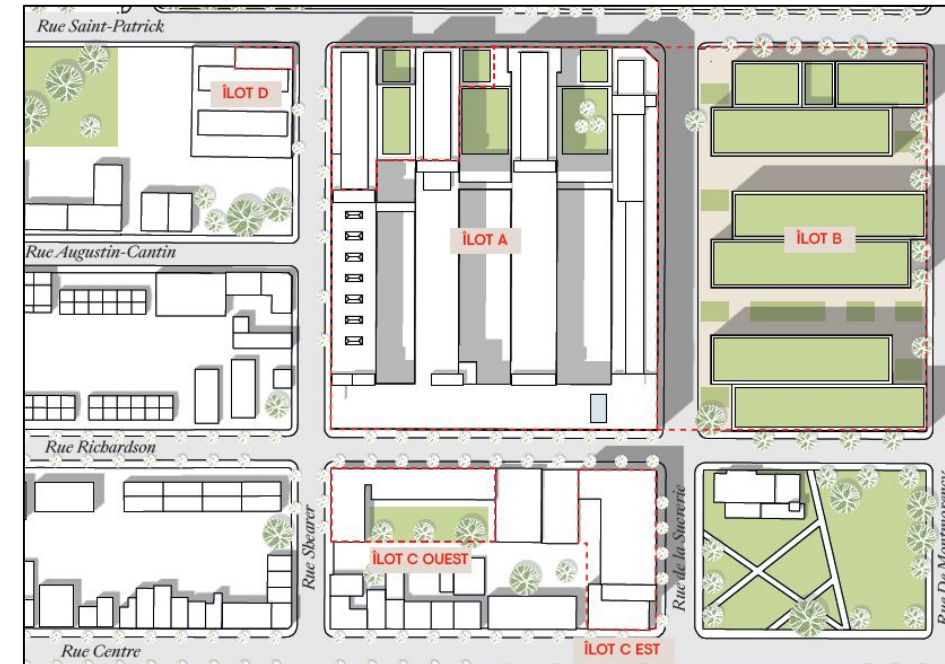 Rue Saint-Patrick
ÎLOT D
ÎLOT A
ÎLOT B
Rue Augustin-Cantin
Rue Richardson
Rue Shearer
ÎLOT C OUEST
Rue de la Sucrerie
Rue De Montmorency
ÎLOT C EST
Rue Centre